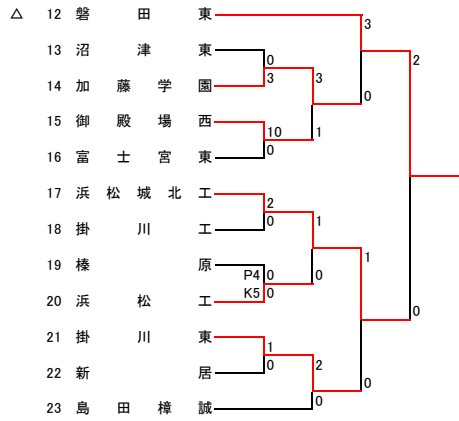 △ 12 磐田東
3
13 沼津東
2
0
14 加藤学園
3 3
0
15 御殿場西
10 1
0
16 富士宮東
17 浜松城北工
2
0 1
18 掛川工
19 榛原
1
P4 0 0
K5 0
20 浜松工
0
21 掛川東
1
0 2
22 新居
0
0
23 島田樟誠